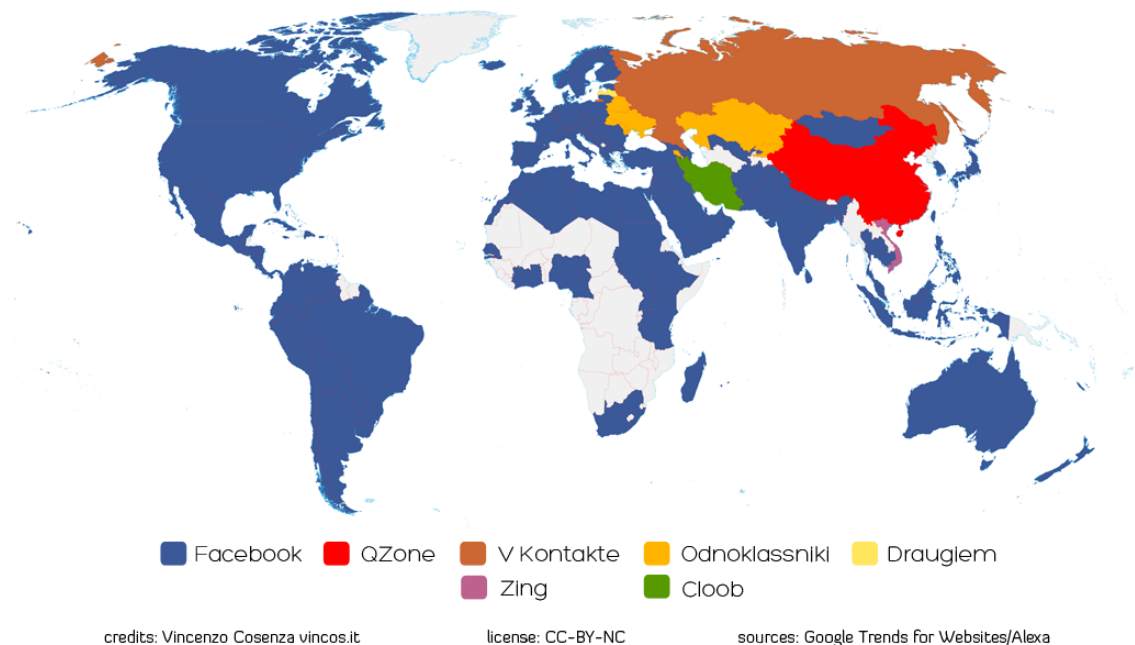 Facebook QZone V Kontakte Odnoklassniki Draugiem
Zing Cloob
credits: Vincenzo Cosenza vincos.it license: CC-BY-NC sources: Google Trends for Websites/Alexa